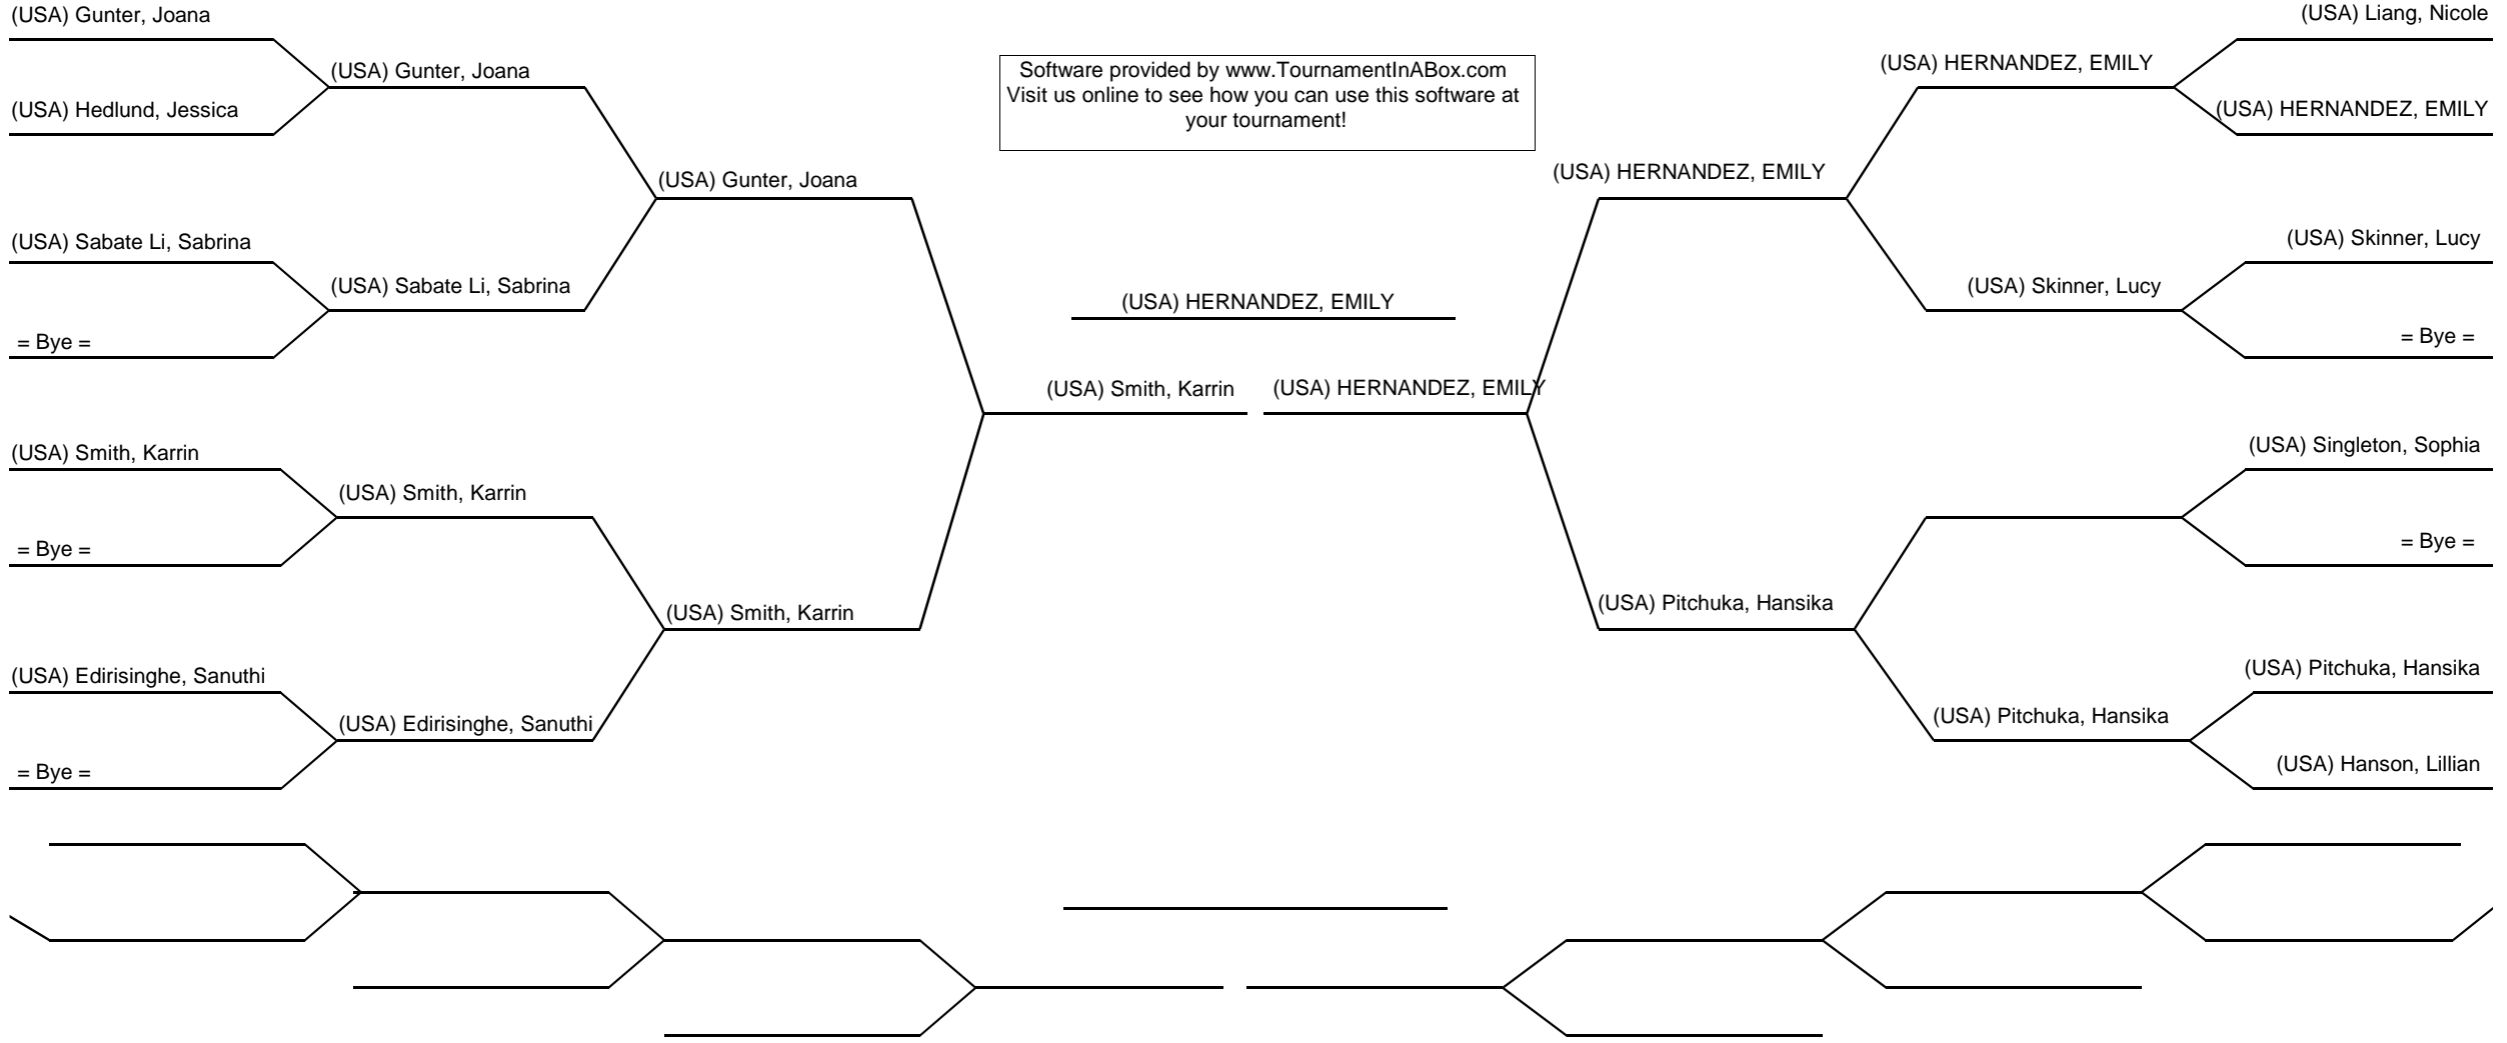 (USA) Gunter, Joana
(USA) Hedlund, Jessica
(USA) Sabate Li, Sabrina
= Bye =
(USA) Smith, Karrin
= Bye =
(USA) Edirisinghe, Sanuthi
= Bye =
(USA) Gunter, Joana
(USA) Sabate Li, Sabrina
(USA) Smith, Karrin
(USA) Edirisinghe, Sanuthi
(USA) Gunter, Joana
(USA) Smith, Karrin
Software provided by www.TournamentInABox.com
Visit us online to see how you can use this software at
your tournament!
(USA) HERNANDEZ, EMILY
(USA) Smith, Karrin
(USA) HERNANDEZ, EMILY
(USA) HERNANDEZ, EMILY
(USA) Pitchuka, Hansika
(USA) HERNANDEZ, EMILY
(USA) Skinner, Lucy
(USA) Pitchuka, Hansika
(USA) Liang, Nicole
(USA) HERNANDEZ, EMILY
(USA) Skinner, Lucy
= Bye =
(USA) Singleton, Sophia
= Bye =
(USA) Pitchuka, Hansika
(USA) Hanson, Lillian